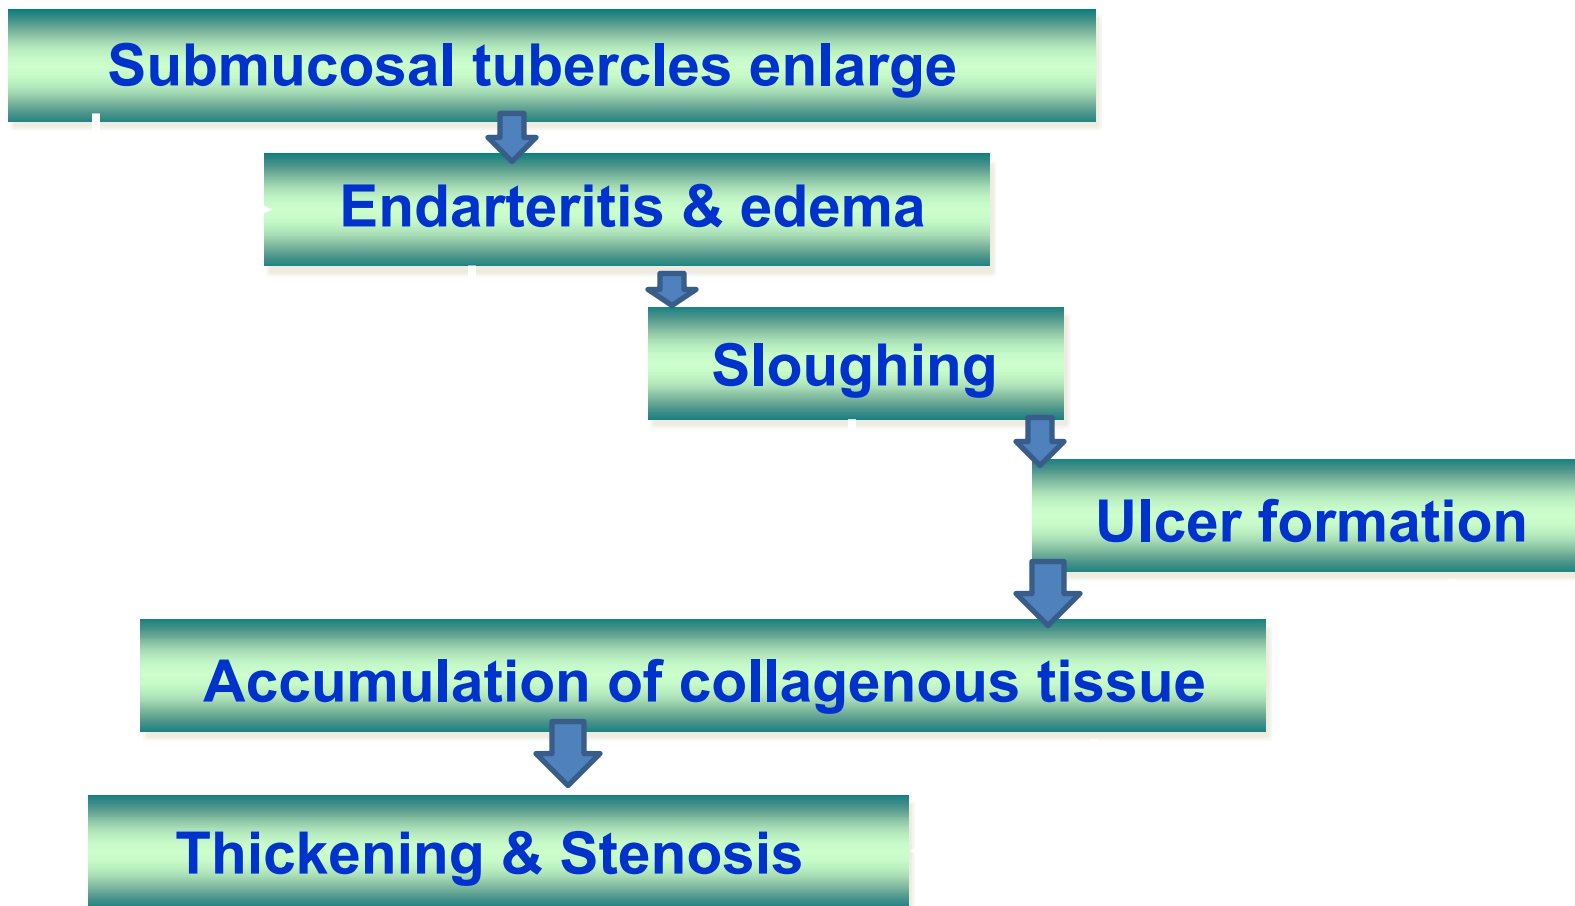 Submucosal tubercles enlarge
Endarteritis & edema
Sloughing
Ulcer formation
Accumulation of collagenous tissue
Thickening & Stenosis